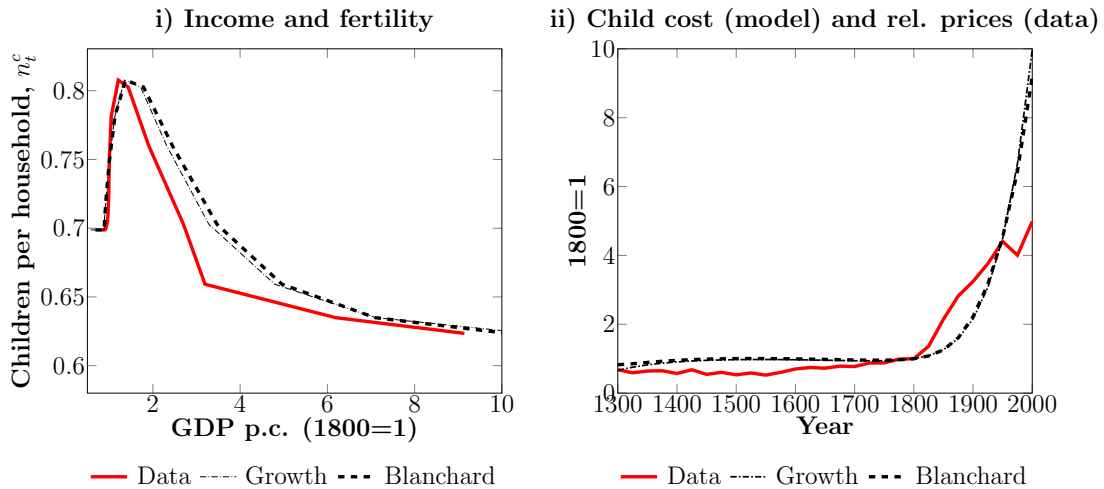 i) Income and fertility
Children per household, n_t^c
0.8
0.75
0.7
0.65
0.6
2 4 6 8 10
GDP p.c. (1800=1)
Data Growth Blanchard
ii) Child cost (model) and rel. prices (data)
1800=1
10
8
6
4
2
0
1300 1400 1500 1600 1700 1800 1900 2000
Year
Data Growth Blanchard